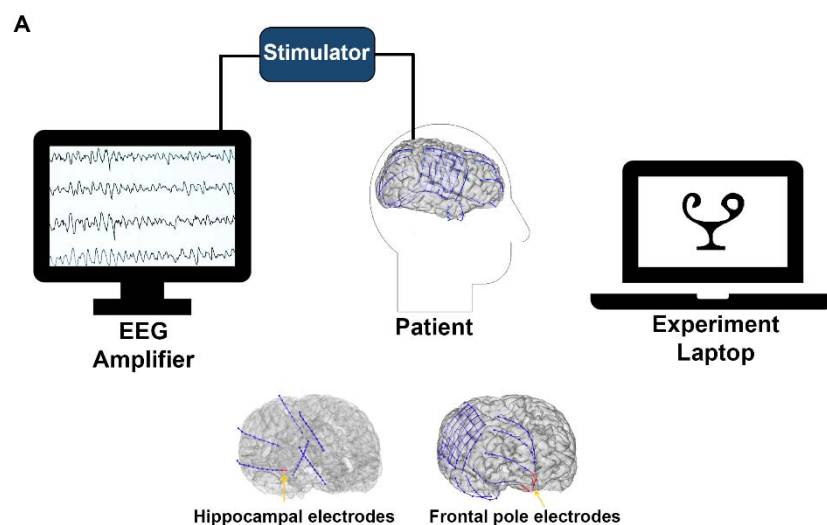 A
Stimulator
EEG
Amplifier
Patient
Experiment
Laptop
Hippocampal electrodes
Frontal pole electrodes